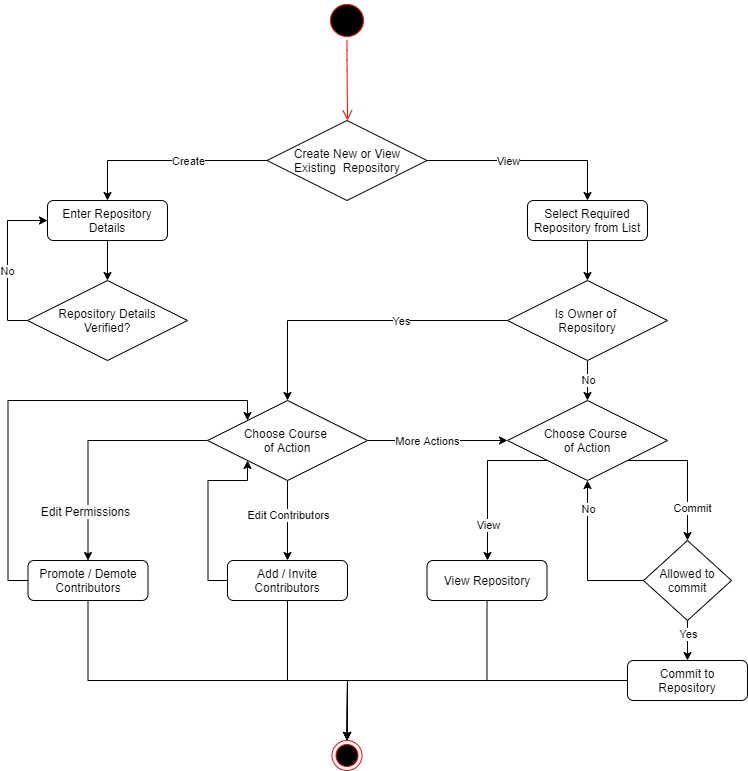 Create New or View
Existing Repository
Create
View
Enter Repository
Details
Select Required
Repository from List
No
Repository Details
Verified?
Is Owner of
Repository
Yes
No
Choose Course
of Action
More Actions
Choose Course
of Action
Edit Permissions
Edit Contributors
View
No
Commit
Promote / Demote
Contributors
Add / Invite
Contributors
View Repository
Allowed to
commit
Yes
Commit to
Repository